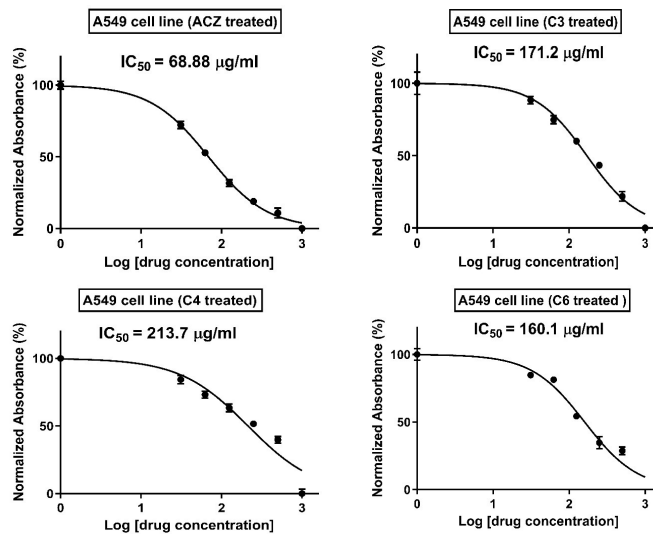 A549 cell line (ACZ treated)
IC50 = 68.88 μg/ml
Normalized Absorbance (%)
100
50
0
0 1 2 3
Log [drug concentration]
A549 cell line (C3 treated)
IC50 = 171.2 μg/ml
Normalized Absorbance (%)
100
50
0
0 1 2 3
Log [drug concentration]
A549 cell line (C4 treated)
IC50 = 213.7 μg/ml
Normalized Absorbance (%)
100
50
0
0 1 2 3
Log [drug concentration]
A549 cell line (C6 treated )
IC50 = 160.1 μg/ml
Normalized Absorbance (%)
100
50
0
0 1 2 3
Log [drug concentration]